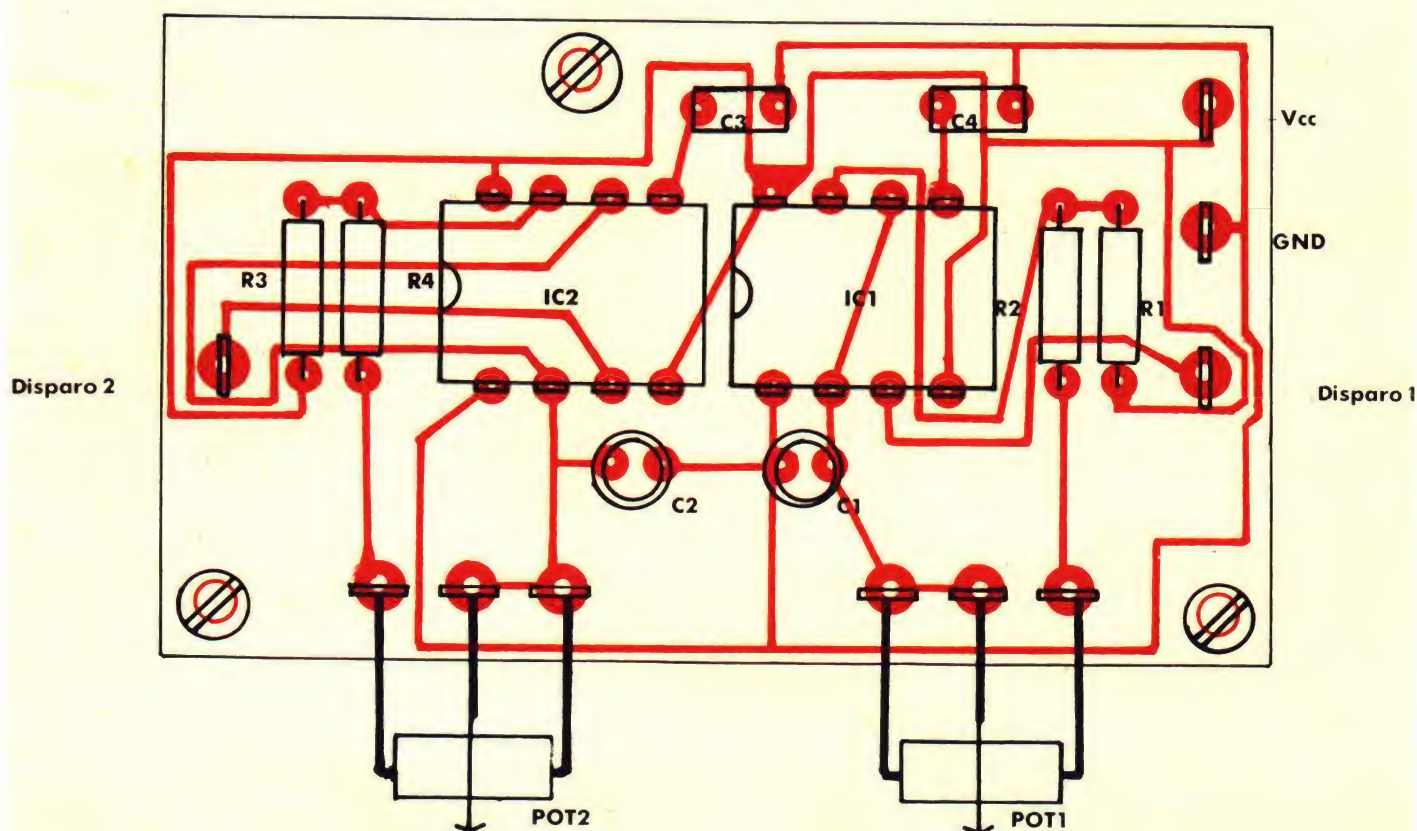 C3
C4
Vcc
GND
R3
R4
IC2
IC1
R2
R1
Disparo 2
Disparo 1
C2
C1
POT2
POT1